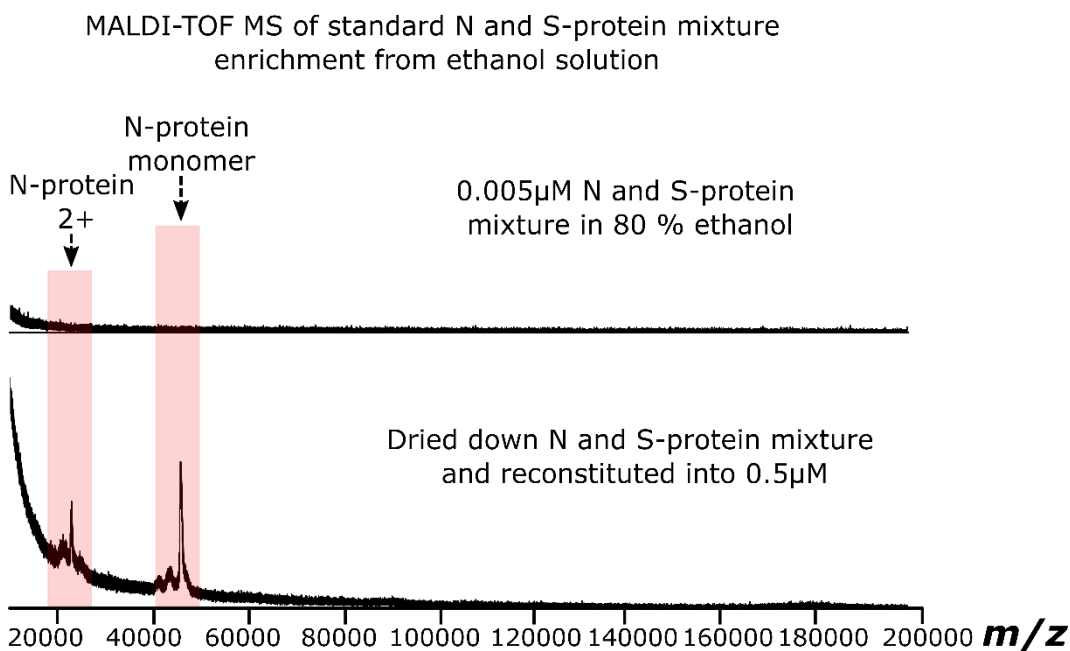 MALDI-TOF MS of standard N and S-protein mixture
enrichment from ethanol solution
N-protein
monomer
N-protein
2+
0.005µM N and S-protein
mixture in 80 % ethanol
Dried down N and S-protein mixture
and reconstituted into 0.5µM
20000 40000 60000 80000 100000 120000 140000 160000 180000 200000 m/z